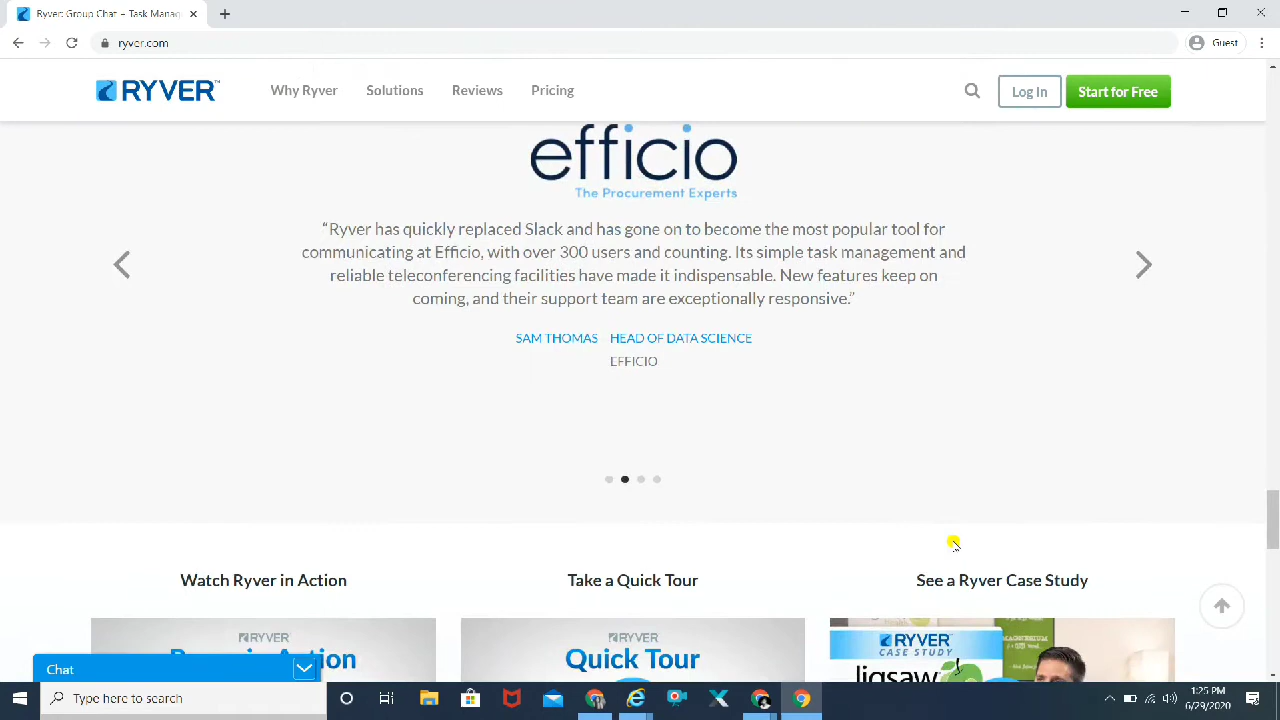 Ryver: Group Chat – Task Manag
ryver.com
Guest
RYVER™
Why Ryver
Solutions
Reviews
Pricing
Log In
Start for Free
efficio
The Procurement Experts
“Ryver has quickly replaced Slack and has gone on to become the most popular tool for
communicating at Efficio, with over 300 users and counting. Its simple task management and
reliable teleconferencing facilities have made it indispensable. New features keep on
coming, and their support team are exceptionally responsive.”
SAM THOMAS HEAD OF DATA SCIENCE
EFFICIO
Watch Ryver in Action
Take a Quick Tour
See a Ryver Case Study
RYVER
RYVER
Quick Tour
RYVER
CASE STUDY
jigsaw
Chat
Type here to search
1:25 PM
6/29/2020